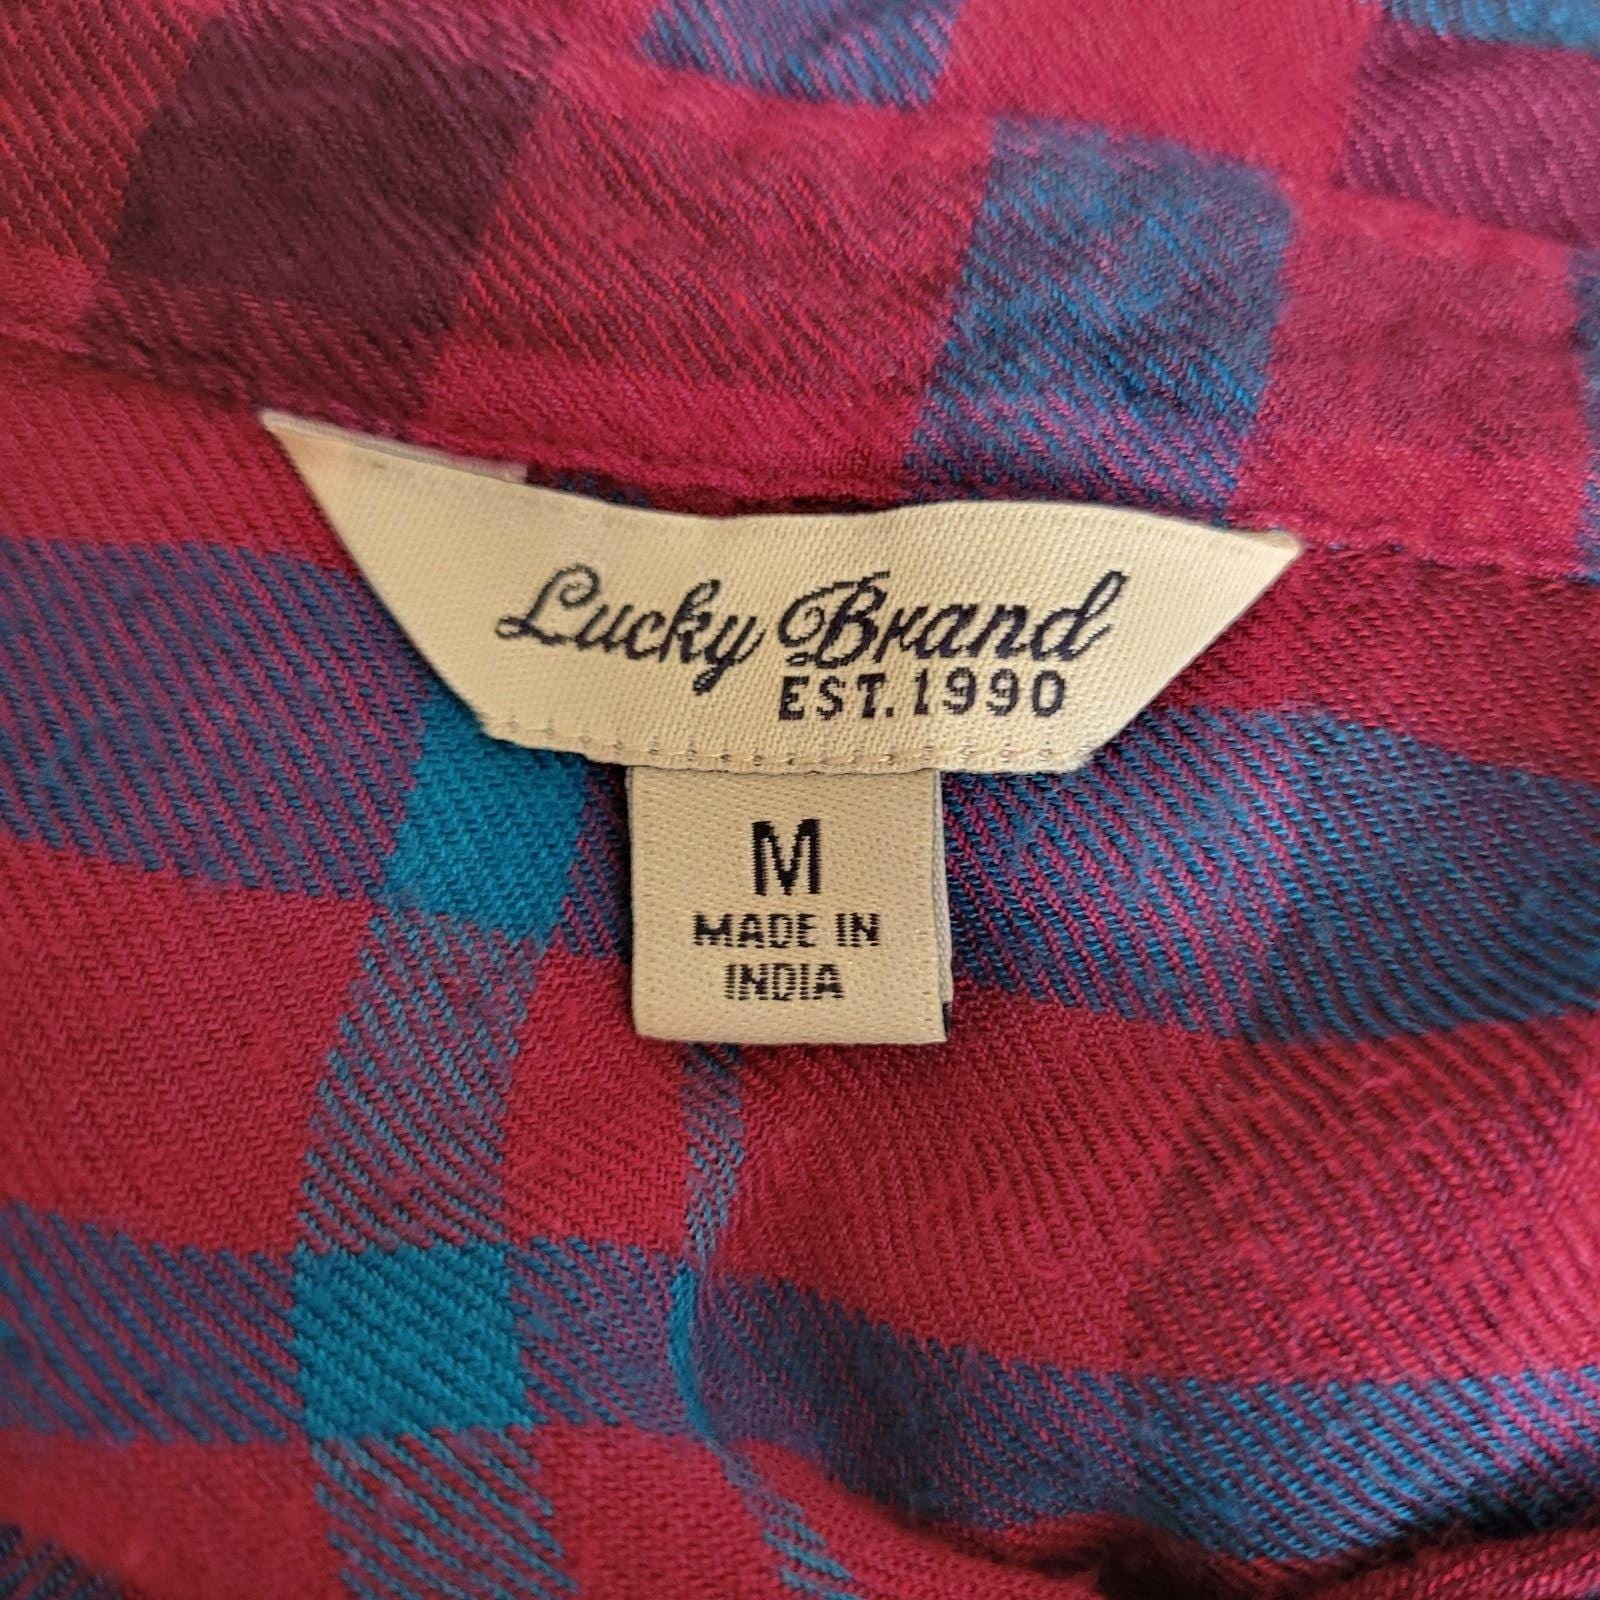 Lucky Brand
EST. 1990
M
MADE IN
INDIA